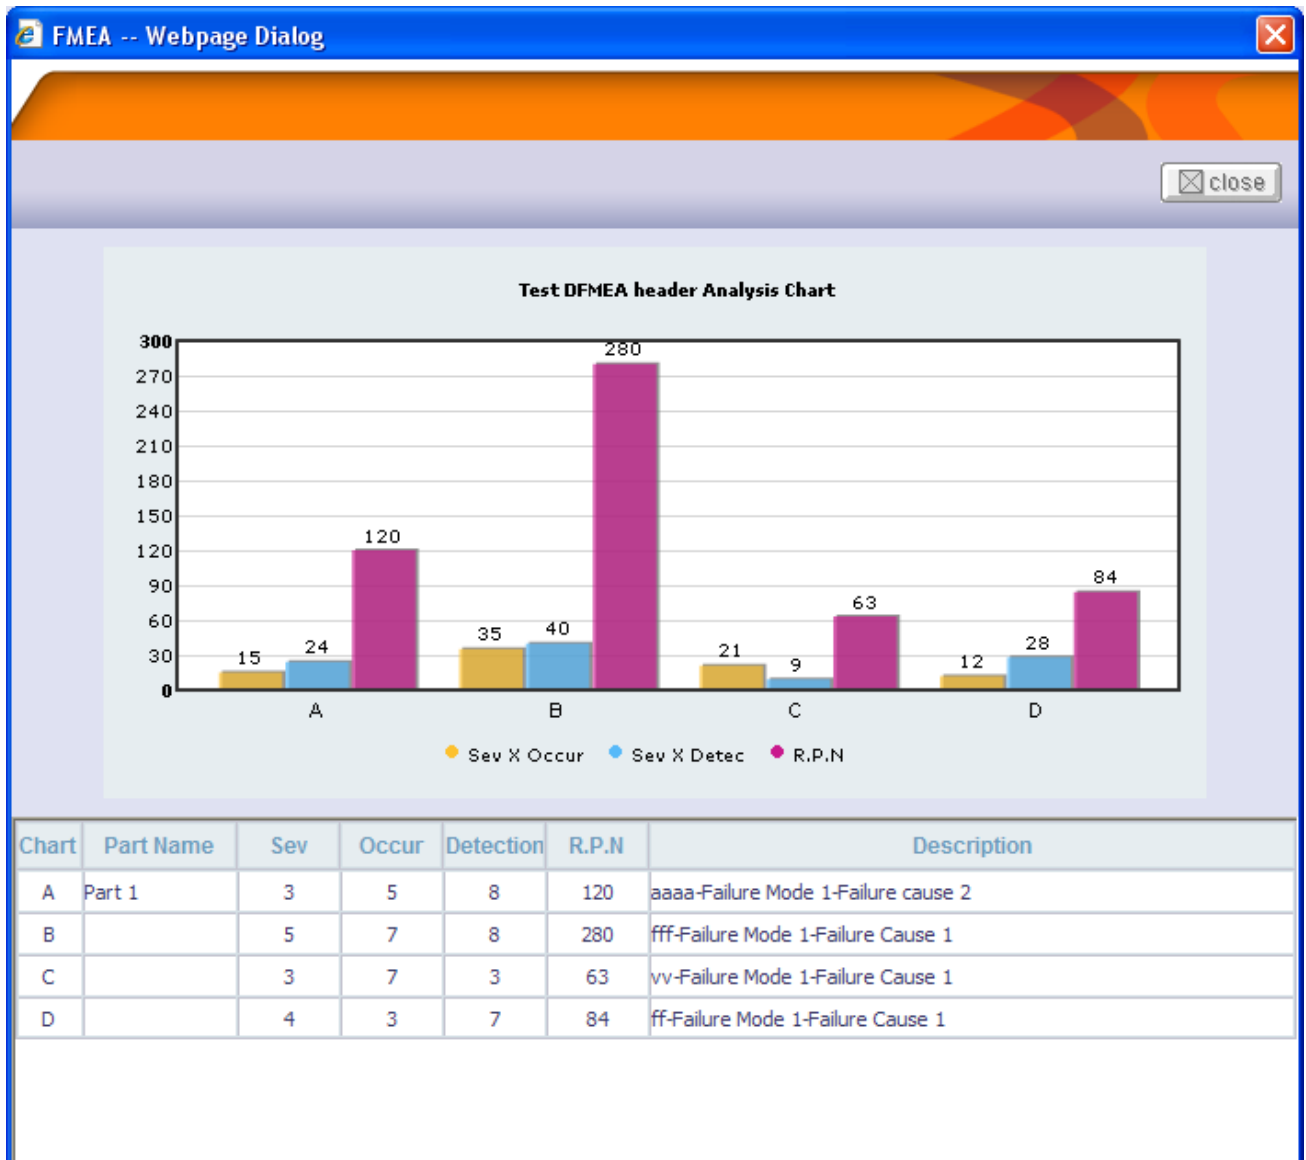 FMEA -- Webpage Dialog
close
Test DFMEA header Analysis Chart
300
270
240
210
180
150
120
90
60
30
0
15 24 120
35 40 280
21 9 63
12 28 84
A B C D
Sev X Occur Sev X Detec R.P.N
Chart Part Name Sev Occur Detection R.P.N Description
A Part 1 3 5 8 120 aaaa-Failure Mode 1-Failure cause 2
B 5 7 8 280 fff-Failure Mode 1-Failure Cause 1
C 3 7 3 63 vv-Failure Mode 1-Failure Cause 1
D 4 3 7 84 ff-Failure Mode 1-Failure Cause 1